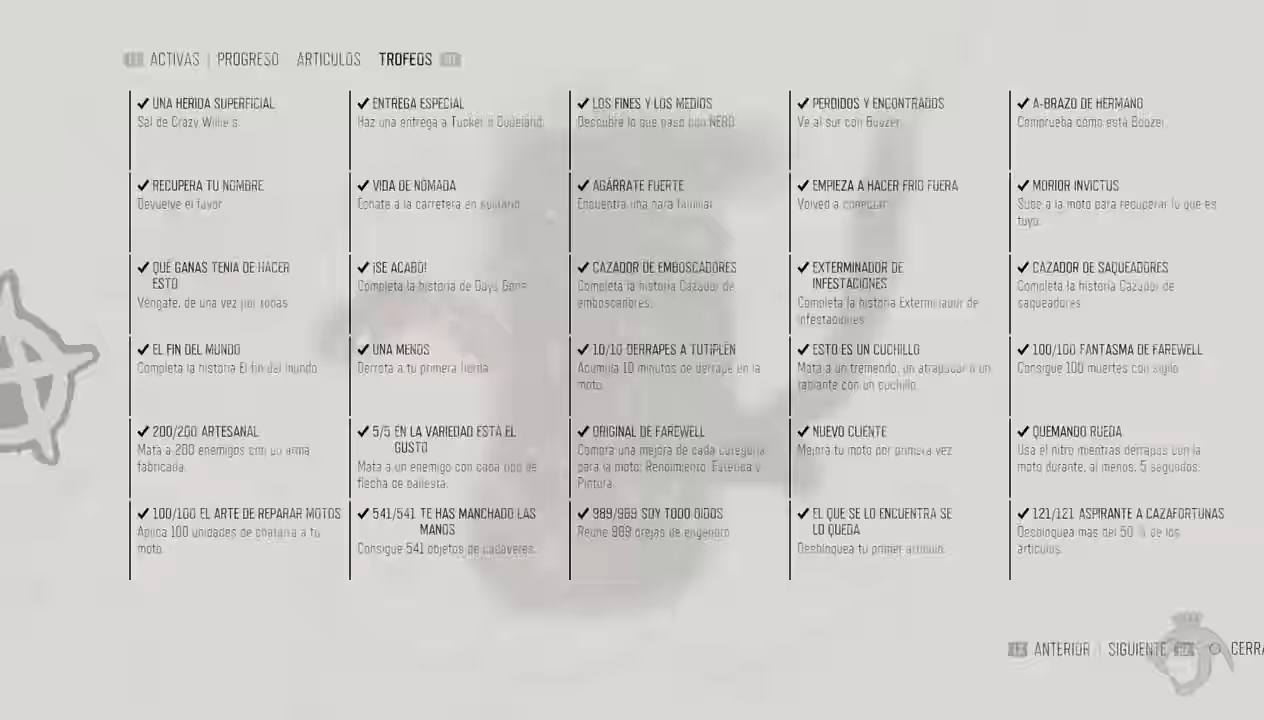 ACTIVAS | PROGRESO ARTICULOS TROFEOS
UNA HERIDA SUPERFICIAL
Sal de Crazy Willie's.
ENTREGA ESPECIAL
Haz una entrega a Tucker o Copeland.
LOS FINES Y LOS MEDIOS
Descubre lo que pasó con NERO.
PERDIDOS Y ENCONTRADOS
Ve al sur con Boozer.
A-BRAZO DE HERMANO
Comprueba cómo está Boozer.
RECUPERA TU NOMBRE
Devuelve el favor.
VIDA DE NÓMADA
Échate a la carretera en
AGÁRRATE FUERTE
Encuentra una cara familiar.
EMPIEZA A HACER FRÍO FUERA
Volved a conectar.
MORIOR INVICTUS
Sube a la moto para recuperar lo que es
tuyo.
QUÉ GANAS TENÍA DE HACER
ESTO
Véngate, de una vez por todas.
¡SE ACABÓ!
Completa la historia de Days Gone.
CAZADOR DE EMBOSCADORES
Completa la historia Cazador de
emboscadores.
EXTERMINADOR DE
INFESTACIONES
Completa la historia Exterminador de
infestaciones.
CAZADOR DE SAQUEADORES
Completa la historia Cazador de
saqueadores.
EL FIN DEL MUNDO
Completa la historia El fin del mundo.
UNA MENOS
Derrota a tu primera horda.
10/10 DERRAPES A TUTIPLÉN
Acumula 10 minutos de derrape en la
moto.
ESTO ES UN CUCHILLO
Mata a un tremendo, un atrapador o un
rabiante con un cuchillo.
100/100 FANTASMA DE FAREWELL
Consigue 100 muertes con sigilo.
200/200 ARTESANAL
Mata a 200 enemigos con un arma
fabricada.
5/5 EN LA VARIEDAD ESTÁ EL
GUSTO
Mata a un enemigo con cada tipo de
flecha de ballesta.
ORIGINAL DE FAREWELL
Compra una mejora de cada categoría
para la moto: Rendimiento, Estética y
Pintura.
NUEVO CLIENTE
Mejora tu moto por primera vez.
QUEMANDO RUEDA
Usa el nitro mientras derrapas con la
moto durante, al menos, 5 segundos.
100/100 EL ARTE DE REPARAR MOTOS
Aplica 100 unidades de chatarra a tu
moto.
541/541 TE HAS MANCHADO LAS
MANOS
Consigue 541 objetos de cadáveres.
989/989 SOY TODO OÍDOS
Reúne 989 orejas de engendro.
EL QUE SE LO ENCUENTRA SE
LO QUEDA
Desbloquea tu primer artículo.
121/121 ASPIRANTE A CAZAFORTUNAS
Desbloquea más del 50 % de los
artículos.
ANTERIOR | SIGUIENTE CERRA